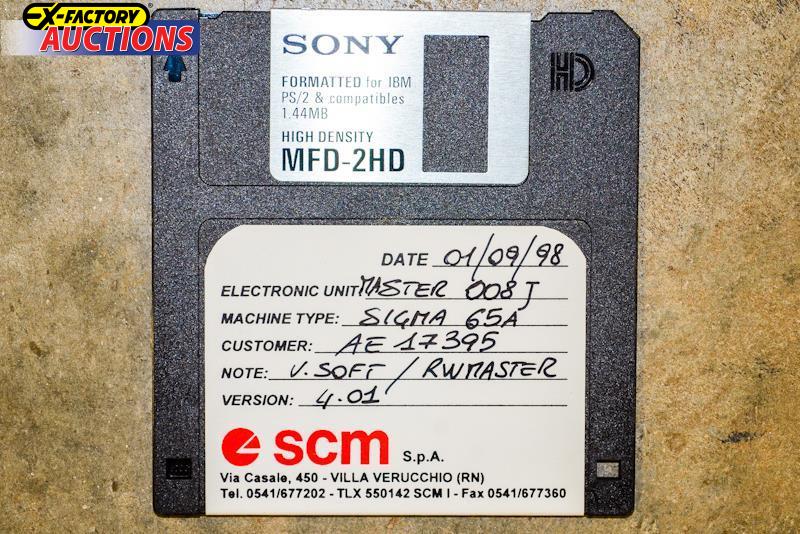 EX-FACTORY
AUCTIONS
SONY
FORMATTED for IBM
PS/2 & compatibles
1.44MB
HIGH DENSITY
MFD-2HD
HD
DATE 01/09/98
ELECTRONIC UNIT: MASTER 008J
MACHINE TYPE: SIGMA 65A
CUSTOMER: AE 17395
NOTE: V.SOFT / RWMASTER
VERSION: 4.01
scm S.p.A.
Via Casale, 450 - VILLA VERUCCHIO (RN)
Tel. 0541/677202 - TLX 550142 SCM I - Fax 0541/677360